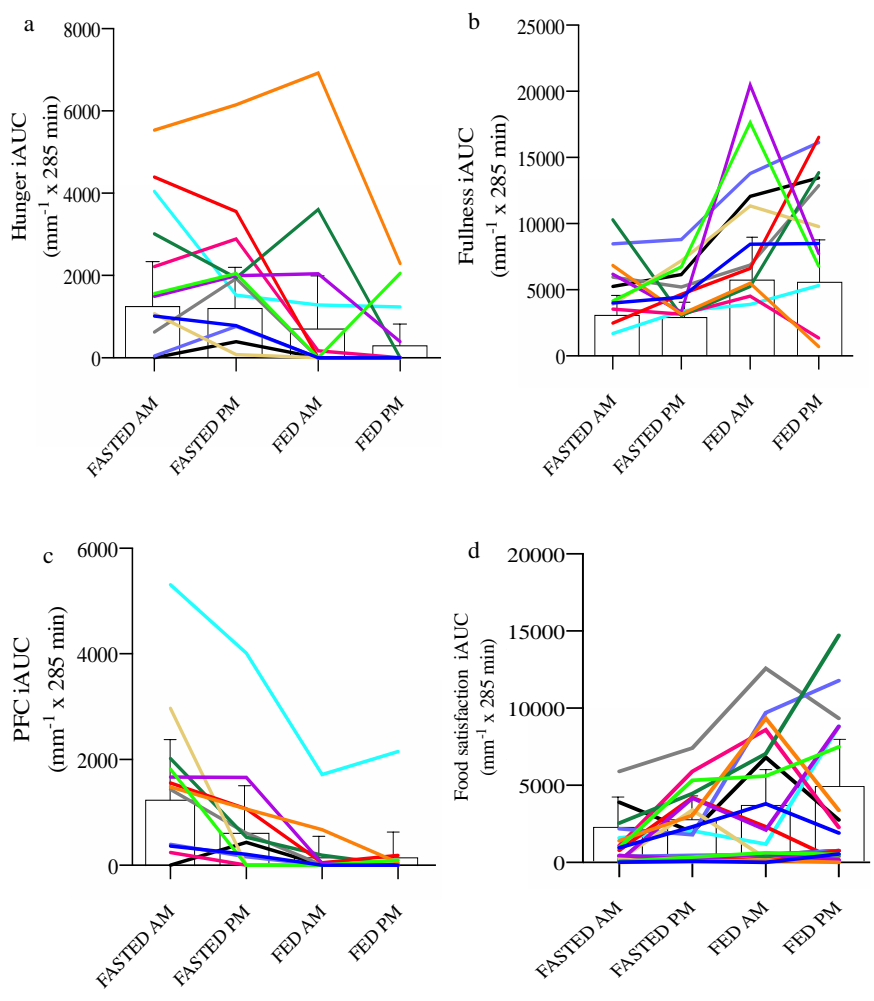 a
Hunger iAUC
(mm⁻¹ x 285 min)
8000
6000
4000
2000
0
FASTED AM
FASTED PM
FED AM
FED PM
b
Fullness iAUC
(mm⁻¹ x 285 min)
25000
20000
15000
10000
5000
0
FASTED AM
FASTED PM
FED AM
FED PM
c
PFC iAUC
(mm⁻¹ x 285 min)
6000
4000
2000
0
FASTED AM
FASTED PM
FED AM
FED PM
d
Food satisfaction iAUC
(mm⁻¹ x 285 min)
20000
15000
10000
5000
0
FASTED AM
FASTED PM
FED AM
FED PM